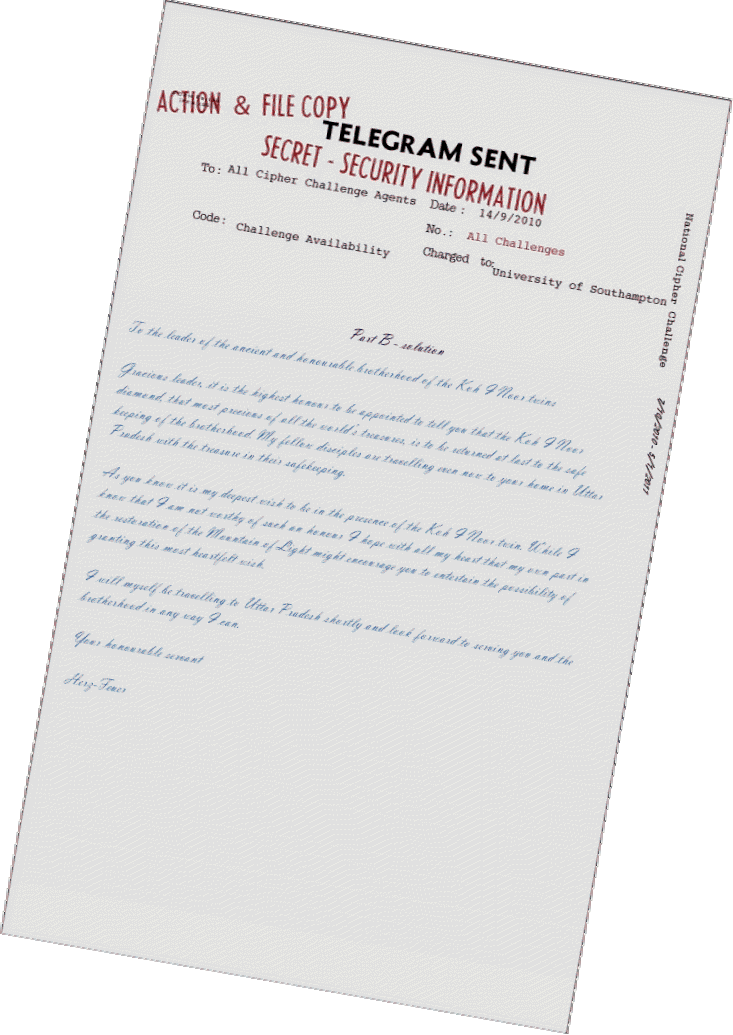 ACTION & FILE COPY
TELEGRAM SENT
SECRET - SECURITY INFORMATION
To: All Cipher Challenge Agents
Date: 14/9/2010
No.: All Challenges
Code: Challenge Availability
Charged to: University of Southampton
National Cipher Challenge
Part B - solution
To the leader of the ancient and honourable brotherhood of the Koh I Noor twins
Gracious leader, it is the highest honour to be appointed to tell you that the Koh I Noor
diamond, that most precious of all the world's treasures, is to be returned at last to the safe
keeping of the brotherhood. My fellow disciples are travelling even now to your home in Uttar
Pradesh with the treasure in their safekeeping.
As you know it is my deepest wish to be in the presence of the Koh I Noor twin. While I
know that I am not worthy of such an honour I hope with all my heart that my own part in
the restoration of the Mountain of Light might encourage you to entertain the possibility of
granting this most heartfelt wish.
I will myself be travelling to Uttar Pradesh shortly and look forward to serving you and the
brotherhood in any way I can.
Your honourable servant
Herz-Feuer